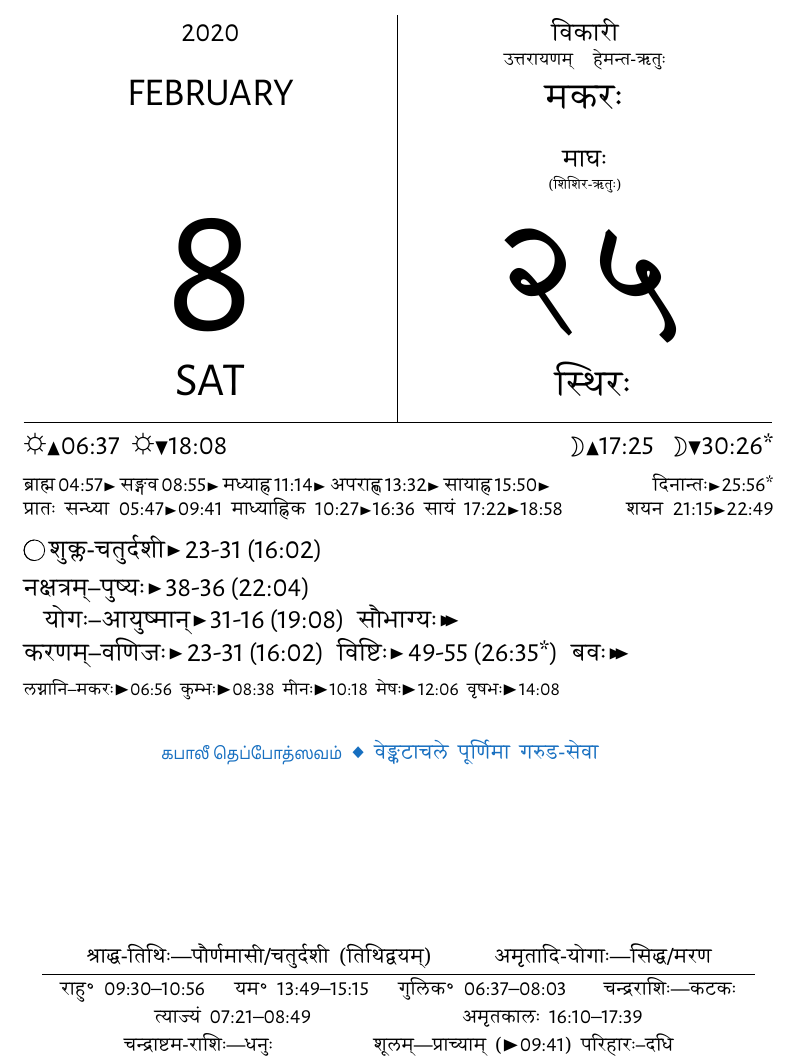 2020
FEBRUARY
8
SAT
विकारी
उत्तरायणम् हेमन्त-ऋतुः
मकरः
माघः
(शिशिर-ऋतुः)
२५
स्थिरः
☼▲06:37 ☼▼18:08 ☽▲17:25 ☽▼30:26*
ब्राह्म 04:57► सङ्गव 08:55► मध्याह्न 11:14► अपराह्ण 13:32► सायाह्न 15:50► दिनान्तः►25:56*
प्रातः सन्ध्या 05:47►09:41 माध्याह्निक 10:27►16:36 सायं 17:22►18:58 शयन 21:15►22:49
◯ शुक्ल-चतुर्दशी►23-31 (16:02)
नक्षत्रम्–पुष्यः►38-36 (22:04)
योगः–आयुष्मान्►31-16 (19:08) सौभाग्यः►►
करणम्–वणिजः►23-31 (16:02) विष्टिः►49-55 (26:35*) बवः►►
लग्नानि–मकरः►06:56 कुम्भः►08:38 मीनः►10:18 मेषः►12:06 वृषभः►14:08
கபாலீ தெப்போத்ஸவம் ◆ वेङ्कटाचले पूर्णिमा गरुड-सेवा
श्राद्ध-तिथिः—पौर्णमासी/चतुर्दशी (तिथिद्वयम्) अमृतादि-योगाः—सिद्ध/मरण
राहु॰ 09:30–10:56 यम॰ 13:49–15:15 गुलिक॰ 06:37–08:03 चन्द्रराशिः—कटकः
त्याज्यं 07:21–08:49 अमृतकालः 16:10–17:39
चन्द्राष्टम-राशिः—धनुः शूलम्—प्राच्याम् (►09:41) परिहारः–दधि